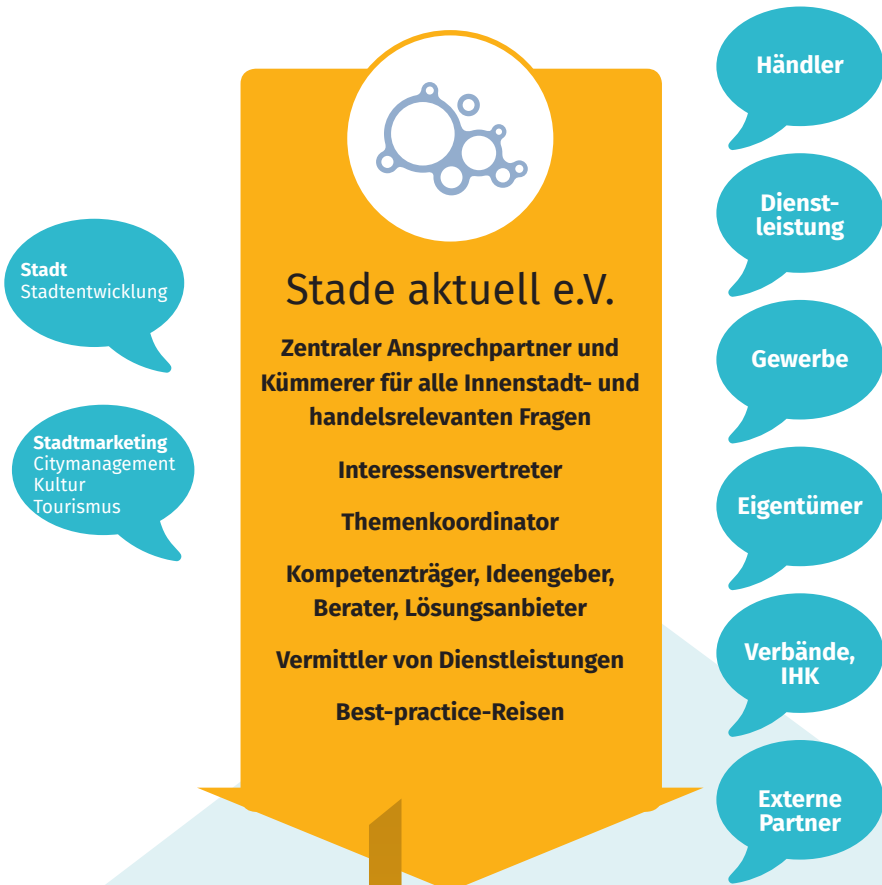 Stadt
Stadtentwicklung
Stadtmarketing
Citymanagement
Kultur
Tourismus
Stade aktuell e.V.
Zentraler Ansprechpartner und
Kümmerer für alle Innenstadt- und
handelsrelevanten Fragen
Interessensvertreter
Themenkoordinator
Kompetenzträger, Ideengeber,
Berater, Lösungsanbieter
Vermittler von Dienstleistungen
Best-practice-Reisen
Händler
Dienst-
leistung
Gewerbe
Eigentümer
Verbände,
IHK
Externe
Partner